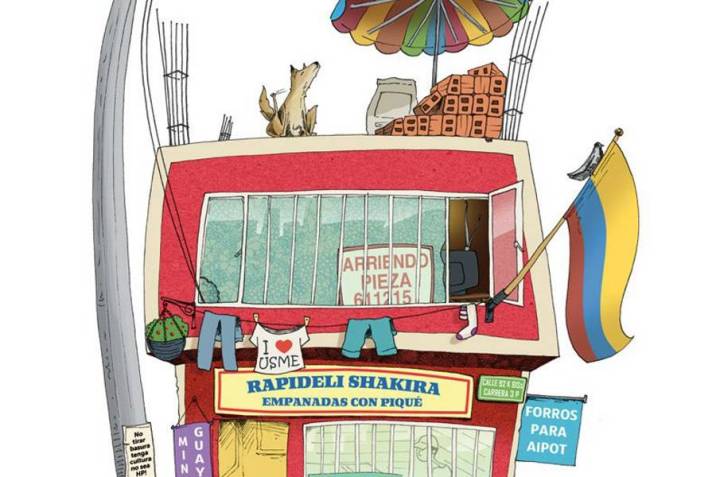 ARRIENDO
PIEZA
611215
I ❤
USME
RAPIDELI SHAKIRA
EMPANADAS CON PIQUÉ
CALLE 92 K BIS
CARRERA 3 P
FORROS
PARA
AIPOT
No
tirar
basura
tenga
cultura
no sea
HP!
MIN
GUAY